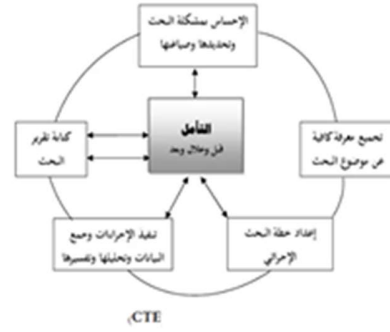 الإحساس بمشكلة البحث
وتحديدها وصياغتها
التأمل
قبل وخلال وبعد
تجميع معرفة كافية
عن موضوع البحث
إعداد خطة البحث
الإجرائي
تنفيذ الإجراءات وجمع
البيانات وتحليلها وتفسيرها
كتابة تقرير
البحث
(CTE